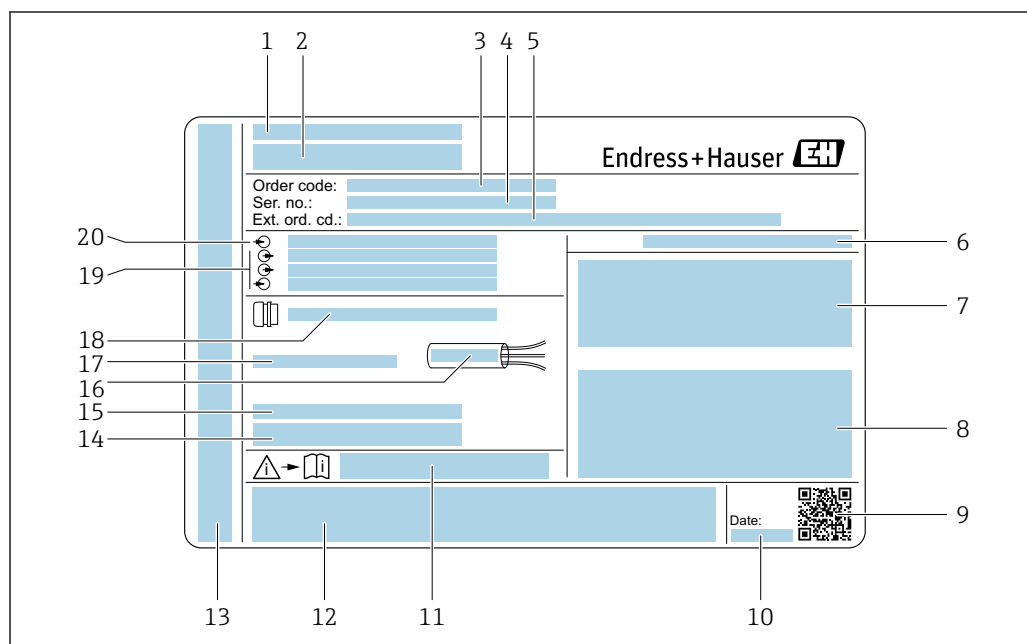 1 2 3 4 5
Endress+Hauser EH
Order code:
Ser. no.:
Ext. ord. cd.:
20
19
6
7
18
17
16
15
14
8
i i
Date:
9
13 12 11 10